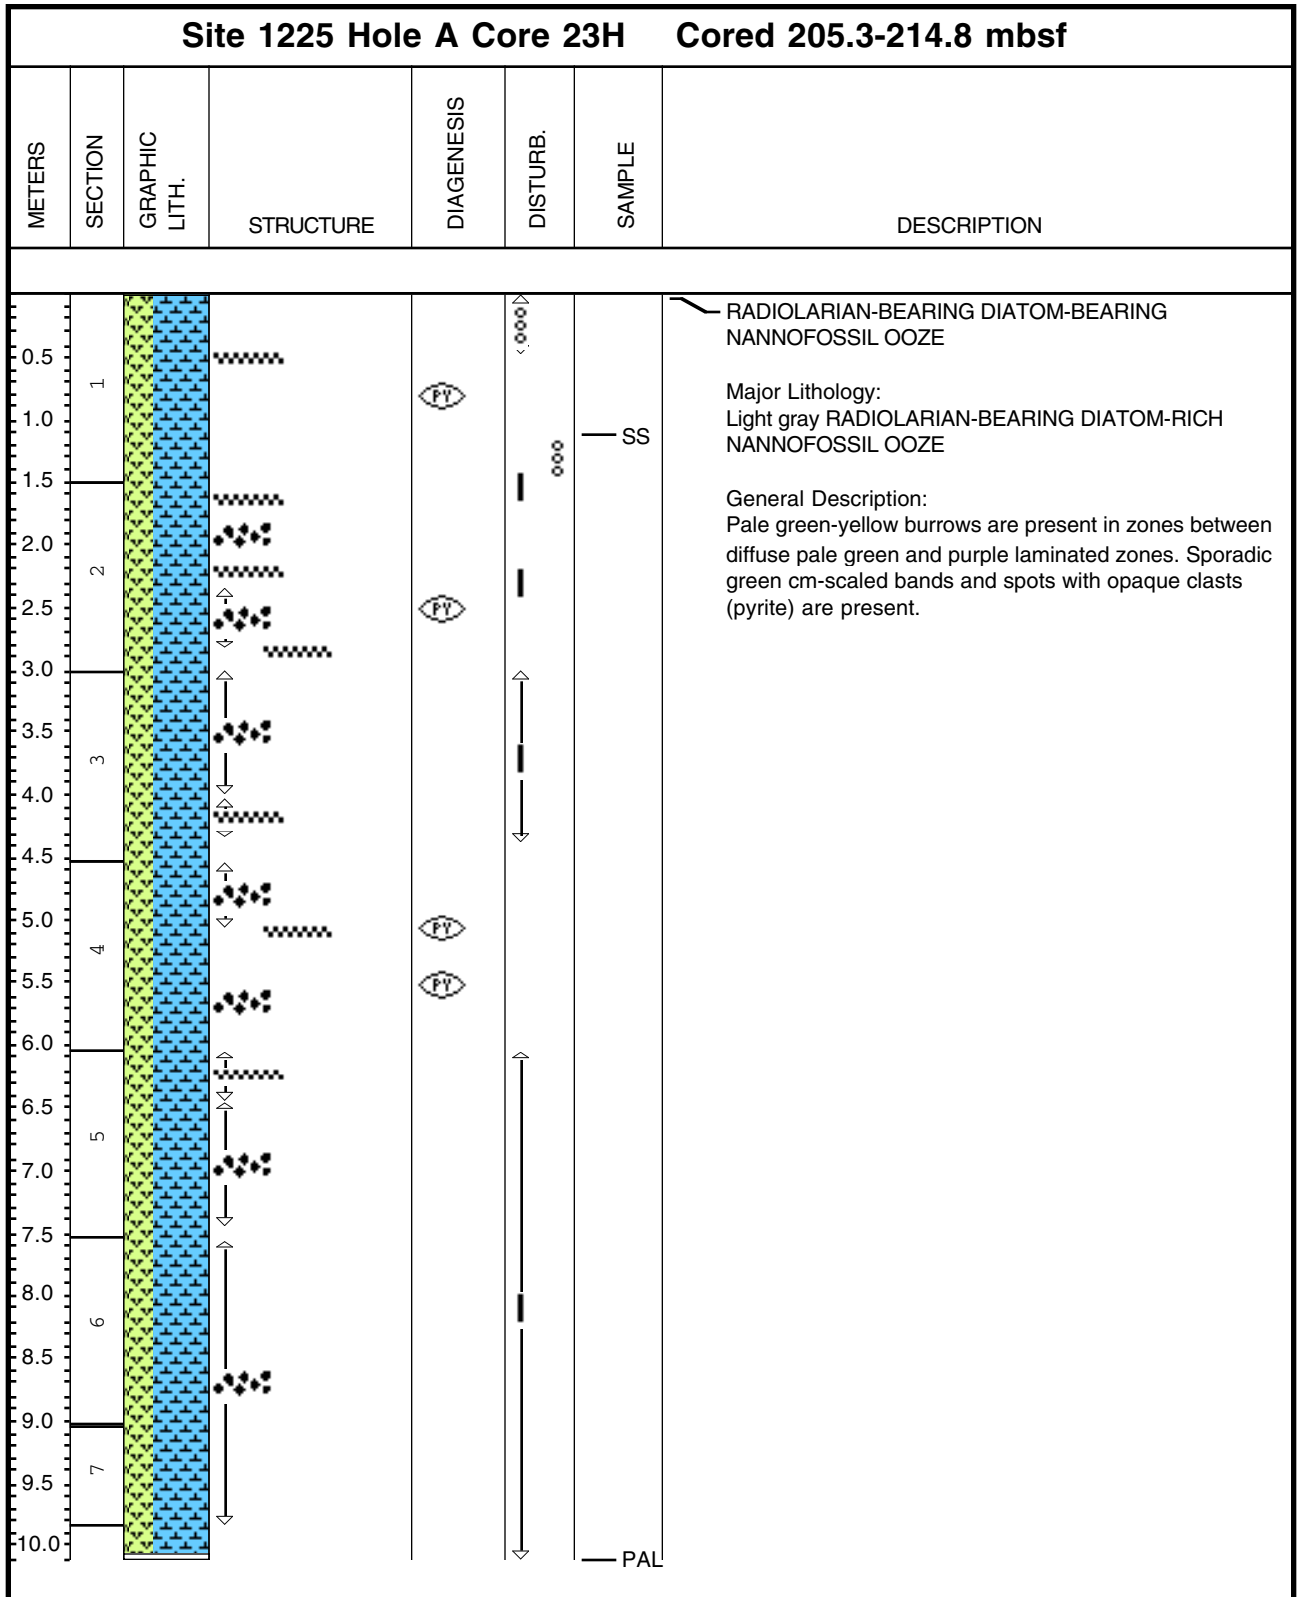 Site 1225 Hole A Core 23H Cored 205.3-214.8 mbsf
METERS
SECTION
GRAPHIC
LITH.
STRUCTURE
DIAGENESIS
DISTURB.
SAMPLE
DESCRIPTION
RADIOLARIAN-BEARING DIATOM-BEARING
NANNOFOSSIL OOZE
0.5
1
PY
Major Lithology:
1.0
Light gray RADIOLARIAN-BEARING DIATOM-RICH
SS
NANNOFOSSIL OOZE
1.5
General Description:
Pale green-yellow burrows are present in zones between
2.0
diffuse pale green and purple laminated zones. Sporadic
2
green cm-scaled bands and spots with opaque clasts
2.5
PY
(pyrite) are present.
3.0
3.5
3
4.0
4.5
5.0
PY
4
5.5
PY
6.0
6.5
5
7.0
7.5
8.0
6
8.5
9.0
7
9.5
10.0
PAL